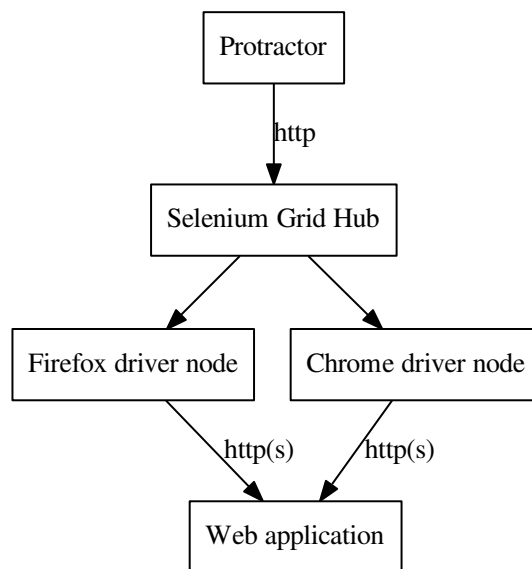 Protractor
http
Selenium Grid Hub
Firefox driver node
Chrome driver node
http(s)
http(s)
Web application